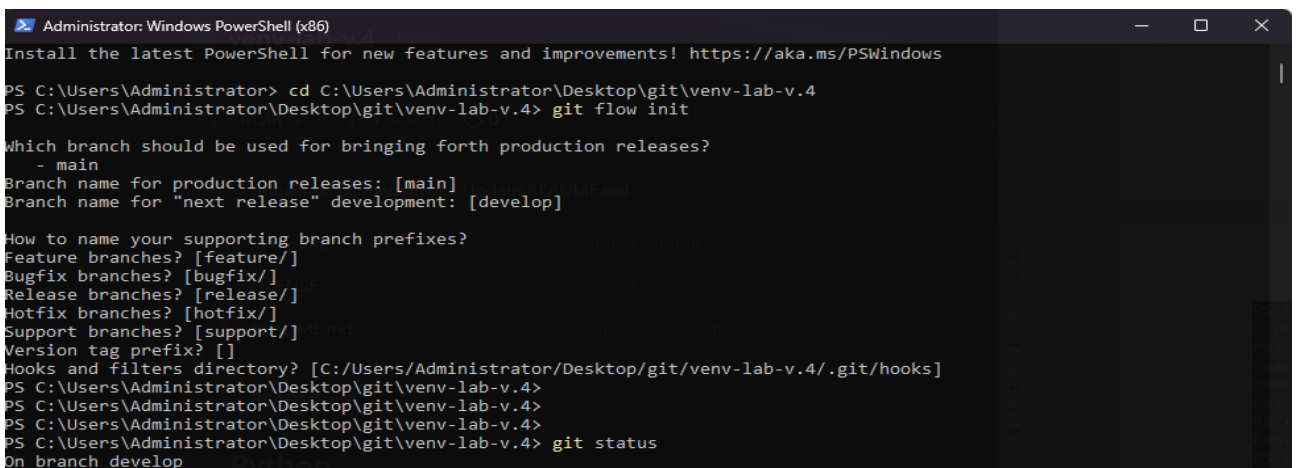 Administrator: Windows PowerShell (x86)
Install the latest PowerShell for new features and improvements! https://aka.ms/PSWindows
PS C:\Users\Administrator> cd C:\Users\Administrator\Desktop\git\venv-lab-v.4
PS C:\Users\Administrator\Desktop\git\venv-lab-v.4> git flow init
Which branch should be used for bringing forth production releases?
- main
Branch name for production releases: [main]
Branch name for "next release" development: [develop]
How to name your supporting branch prefixes?
Feature branches? [feature/]
Bugfix branches? [bugfix/]
Release branches? [release/]
Hotfix branches? [hotfix/]
Support branches? [support/]
Version tag prefix? []
Hooks and filters directory? [C:/Users/Administrator/Desktop/git/venv-lab-v.4/.git/hooks]
PS C:\Users\Administrator\Desktop\git\venv-lab-v.4>
PS C:\Users\Administrator\Desktop\git\venv-lab-v.4>
PS C:\Users\Administrator\Desktop\git\venv-lab-v.4>
PS C:\Users\Administrator\Desktop\git\venv-lab-v.4> git status
On branch develop